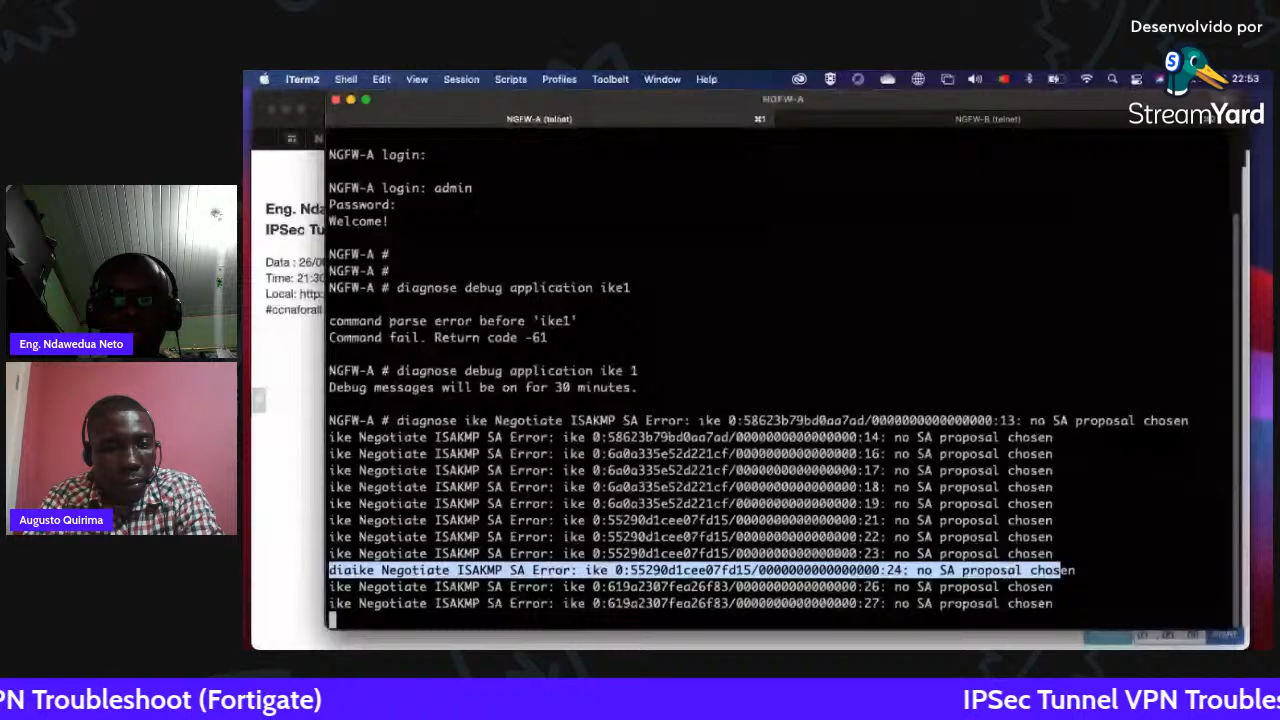 Desenvolvido por
StreamYard
iTerm2 Shell Edit View Session Scripts Profiles Toolbelt Window Help 22:53
NGFW-A
NGFW-A (telnet) ⌘1 NGFW-B (telnet)
Eng. Nda
IPSec Tu
Data : 26/0
Time: 21:30
Local: http
#ccnaforall
NGFW-A login:
NGFW-A login: admin
Password:
Welcome!
NGFW-A #
NGFW-A #
NGFW-A # diagnose debug application ike1
command parse error before 'ike1'
Command fail. Return code -61
NGFW-A # diagnose debug application ike 1
Debug messages will be on for 30 minutes.
NGFW-A # diagnose ike Negotiate ISAKMP SA Error: ike 0:58623b79bd0aa7ad/0000000000000000:13: no SA proposal chosen
ike Negotiate ISAKMP SA Error: ike 0:58623b79bd0aa7ad/0000000000000000:14: no SA proposal chosen
ike Negotiate ISAKMP SA Error: ike 0:6a0a335e52d221cf/0000000000000000:16: no SA proposal chosen
ike Negotiate ISAKMP SA Error: ike 0:6a0a335e52d221cf/0000000000000000:17: no SA proposal chosen
ike Negotiate ISAKMP SA Error: ike 0:6a0a335e52d221cf/0000000000000000:18: no SA proposal chosen
ike Negotiate ISAKMP SA Error: ike 0:6a0a335e52d221cf/0000000000000000:19: no SA proposal chosen
ike Negotiate ISAKMP SA Error: ike 0:55290d1cee07fd15/0000000000000000:21: no SA proposal chosen
ike Negotiate ISAKMP SA Error: ike 0:55290d1cee07fd15/0000000000000000:22: no SA proposal chosen
ike Negotiate ISAKMP SA Error: ike 0:55290d1cee07fd15/0000000000000000:23: no SA proposal chosen
diaike Negotiate ISAKMP SA Error: ike 0:55290d1cee07fd15/0000000000000000:24: no SA proposal chosen
ike Negotiate ISAKMP SA Error: ike 0:619a2307fea26f83/0000000000000000:26: no SA proposal chosen
ike Negotiate ISAKMP SA Error: ike 0:619a2307fea26f83/0000000000000000:27: no SA proposal chosen
Eng. Ndawedua Neto
Augusto Quirima
PN Troubleshoot (Fortigate) IPSec Tunnel VPN Troubles